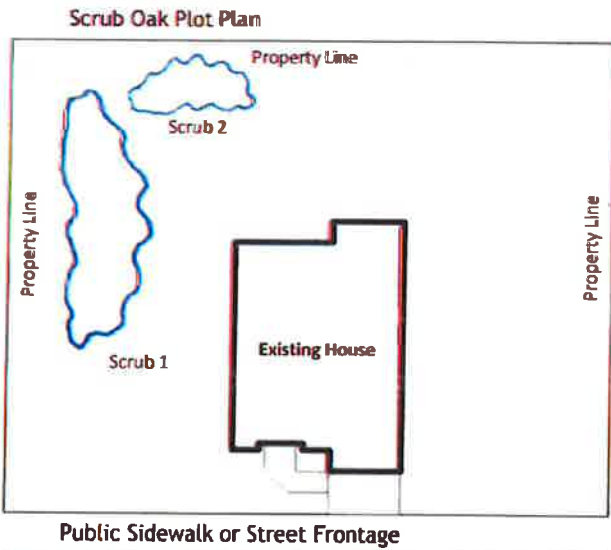 Scrub Oak Plot Plan
Property Line
Scrub 2
Property Line
Property Line
Existing House
Scrub 1
Public Sidewalk or Street Frontage